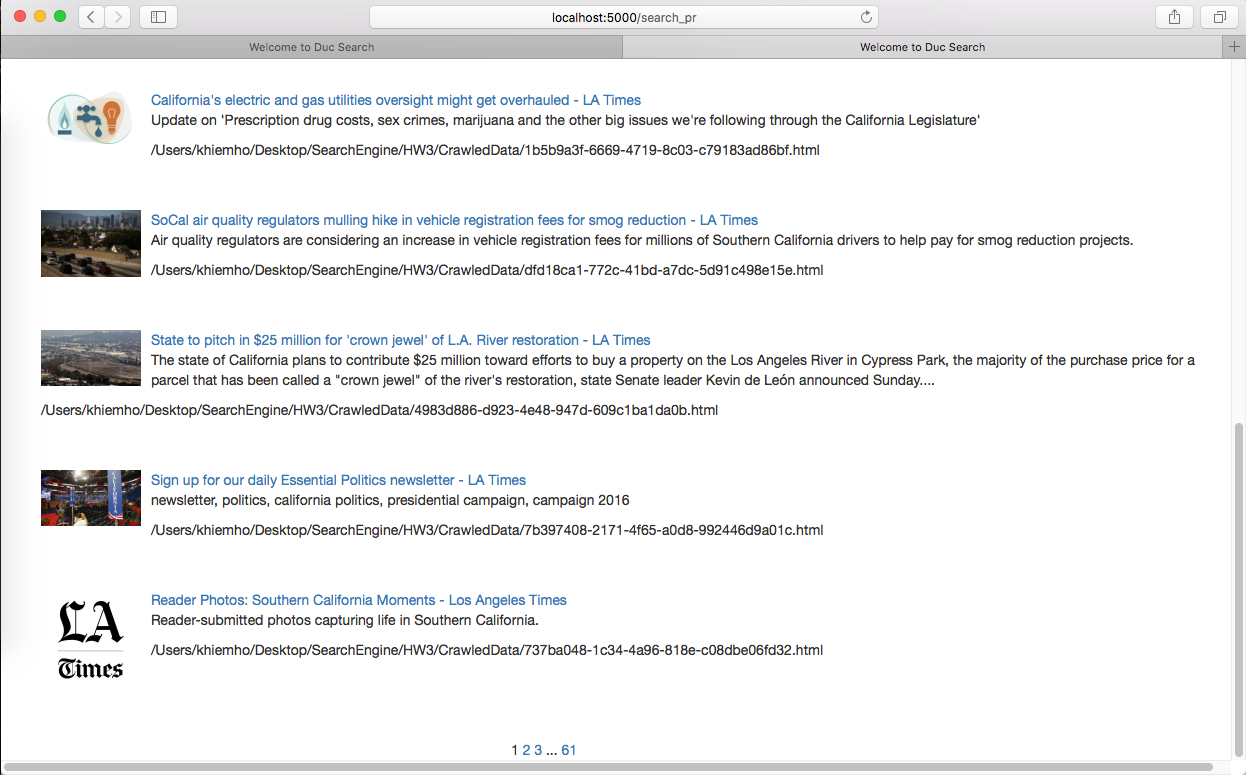 localhost:5000/search_pr
Welcome to Duc Search
Welcome to Duc Search
California's electric and gas utilities oversight might get overhauled - LA Times
Update on 'Prescription drug costs, sex crimes, marijuana and the other big issues we're following through the California Legislature'
/Users/khiemho/Desktop/SearchEngine/HW3/CrawledData/1b5b9a3f-6669-4719-8c03-c79183ad86bf.html
SoCal air quality regulators mulling hike in vehicle registration fees for smog reduction - LA Times
Air quality regulators are considering an increase in vehicle registration fees for millions of Southern California drivers to help pay for smog reduction projects.
/Users/khiemho/Desktop/SearchEngine/HW3/CrawledData/dfd18ca1-772c-41bd-a7dc-5d91c498e15e.html
State to pitch in $25 million for 'crown jewel' of L.A. River restoration - LA Times
The state of California plans to contribute $25 million toward efforts to buy a property on the Los Angeles River in Cypress Park, the majority of the purchase price for a
parcel that has been called a "crown jewel" of the river's restoration, state Senate leader Kevin de León announced Sunday....
/Users/khiemho/Desktop/SearchEngine/HW3/CrawledData/4983d886-d923-4e48-947d-609c1ba1da0b.html
CALIFORNIA
Sign up for our daily Essential Politics newsletter - LA Times
newsletter, politics, california politics, presidential campaign, campaign 2016
/Users/khiemho/Desktop/SearchEngine/HW3/CrawledData/7b397408-2171-4f65-a0d8-992446d9a01c.html
LA
Times
Reader Photos: Southern California Moments - Los Angeles Times
Reader-submitted photos capturing life in Southern California.
/Users/khiemho/Desktop/SearchEngine/HW3/CrawledData/737ba048-1c34-4a96-818e-c08dbe06fd32.html
1 2 3 ... 61